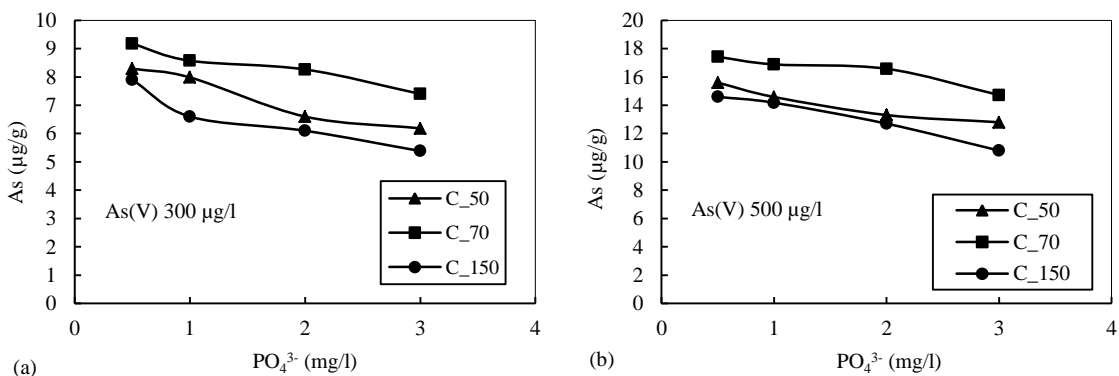 10
9
8
7
6
5
4
3
2
1
0
As (µg/g)
As(V) 300 µg/l
C_50
C_70
C_150
0 1 2 3 4
PO₄³⁻ (mg/l)
(a)
20
18
16
14
12
10
8
6
4
2
0
As (µg/g)
As(V) 500 µg/l
C_50
C_70
C_150
0 1 2 3 4
PO₄³⁻ (mg/l)
(b)